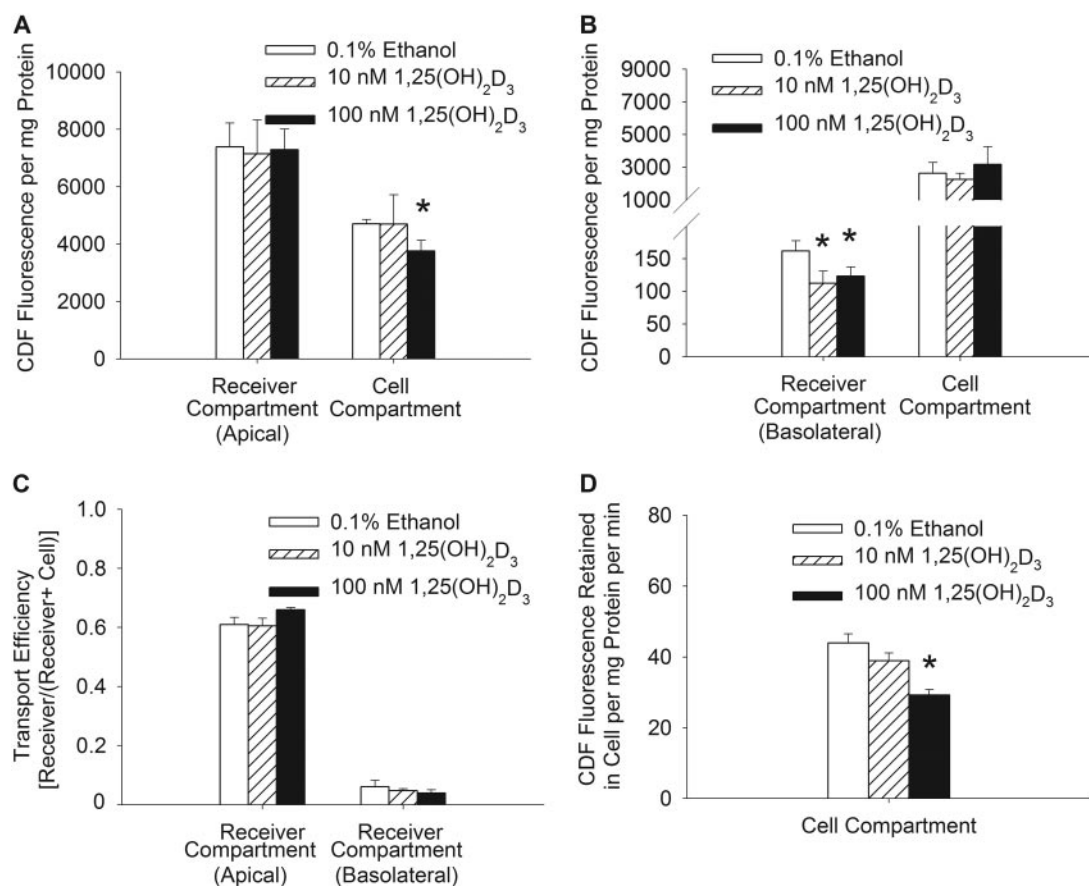 A
CDF Fluorescence per mg Protein
10000
8000
6000
4000
2000
0
0.1% Ethanol
10 nM 1,25(OH)₂D₃
100 nM 1,25(OH)₂D₃
*
Receiver
Compartment
(Apical)
Cell
Compartment
B
CDF Fluorescence per mg Protein
9000
7000
5000
3000
1000
150
100
50
0
0.1% Ethanol
10 nM 1,25(OH)₂D₃
100 nM 1,25(OH)₂D₃
* *
Receiver
Compartment
(Basolateral)
Cell
Compartment
C
Transport Efficiency
[Receiver/(Receiver+ Cell)]
1.0
0.8
0.6
0.4
0.2
0
0.1% Ethanol
10 nM 1,25(OH)₂D₃
100 nM 1,25(OH)₂D₃
Receiver
Compartment
(Apical)
Receiver
Compartment
(Basolateral)
D
CDF Fluorescence Retained
in Cell per mg Protein per min
80
60
40
20
0
0.1% Ethanol
10 nM 1,25(OH)₂D₃
100 nM 1,25(OH)₂D₃
*
Cell Compartment